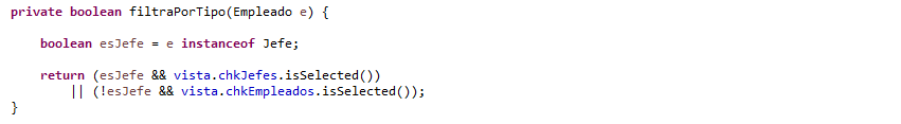 private boolean filtraPorTipo(Empleado e) {
boolean esJefe = e instanceof Jefe;
return (esJefe && vista.chkJefes.isSelected())
|| (!esJefe && vista.chkEmpleados.isSelected());
}